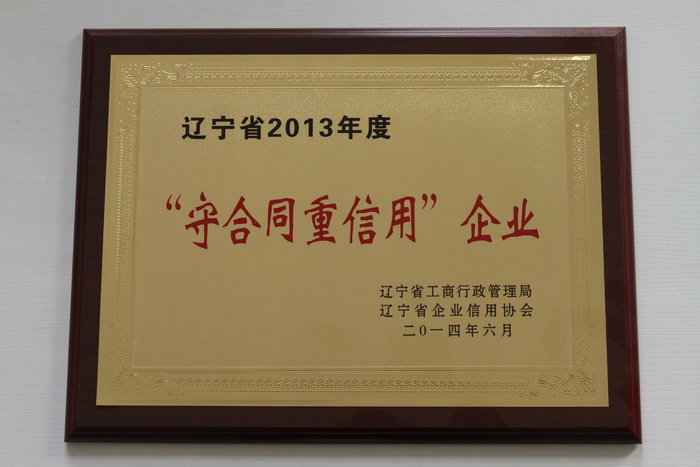 辽宁省2013年度
“守合同重信用”企业
辽宁省工商行政管理局
辽宁省企业信用协会
二0一四年六月